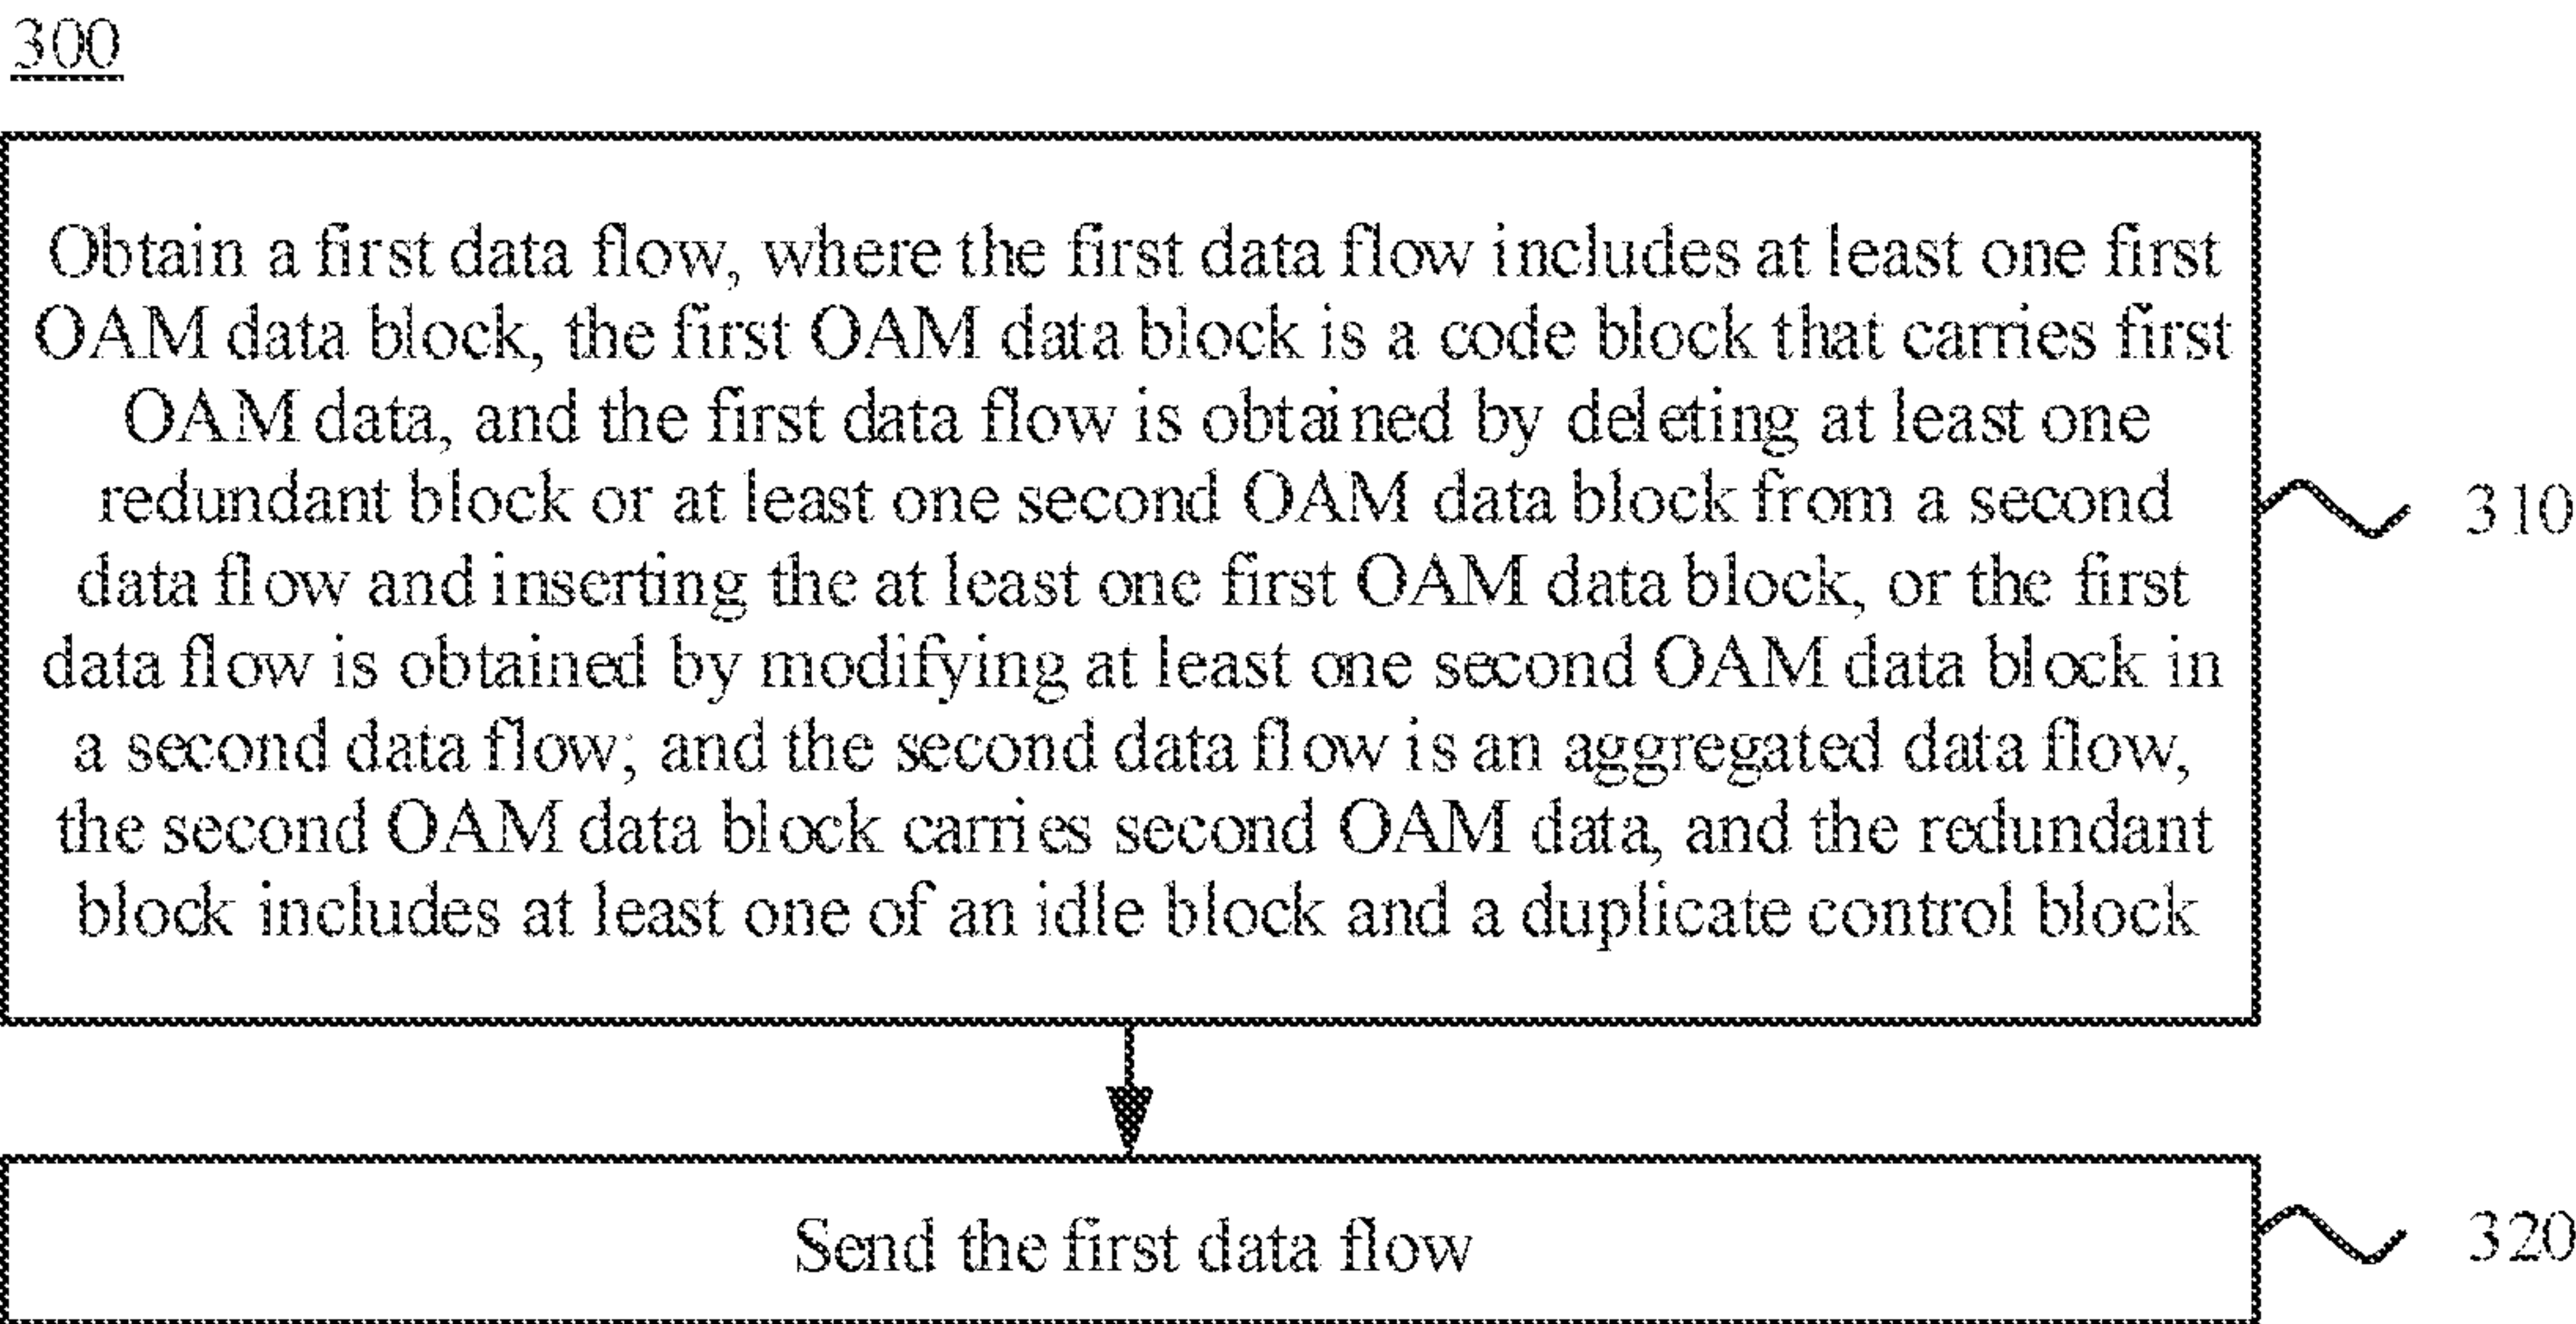 300
Obtain a first data flow, where the first data flow includes at least one first
OAM data block, the first OAM data block is a code block that carries first
OAM data, and the first data flow is obtained by deleting at least one
redundant block or at least one second OAM data block from a second
data flow and inserting the at least one first OAM data block, or the first
data flow is obtained by modifying at least one second OAM data block in
a second data flow; and the second data flow is an aggregated data flow,
the second OAM data block carries second OAM data, and the redundant
block includes at least one of an idle block and a duplicate control block
310
Send the first data flow
320